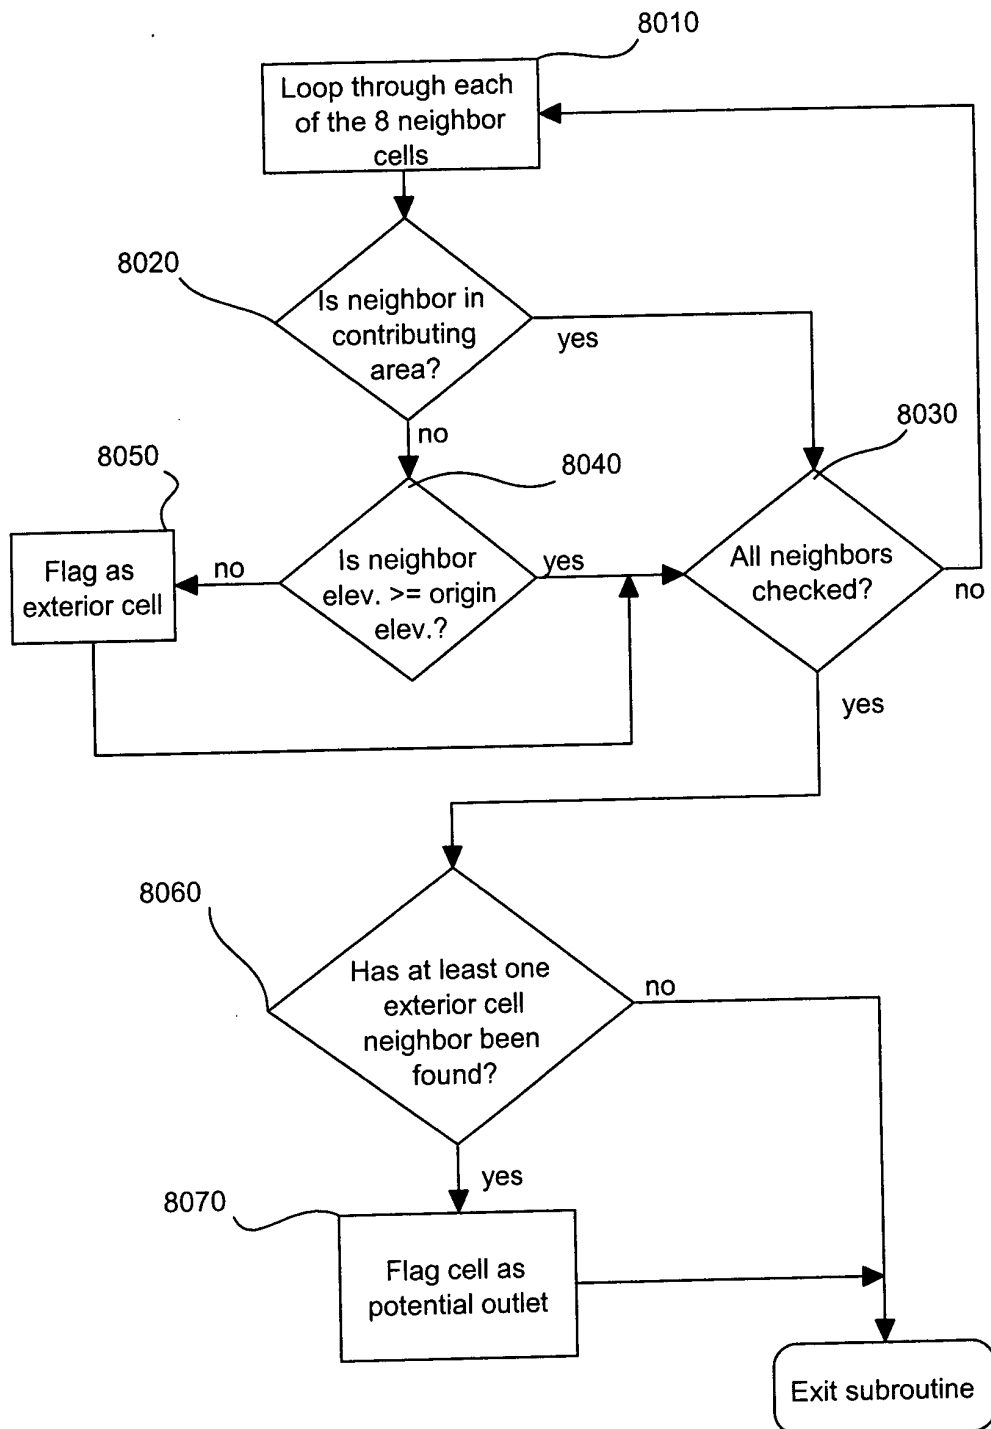 8010
Loop through each
of the 8 neighbor
cells
8020
Is neighbor in
contributing
area?
yes
no
8030
8050
8040
Flag as
exterior cell
no
Is neighbor
elev. >= origin
elev.?
yes
All neighbors
checked?
no
yes
8060
Has at least one
exterior cell
neighbor been
found?
no
yes
8070
Flag cell as
potential outlet
Exit subroutine